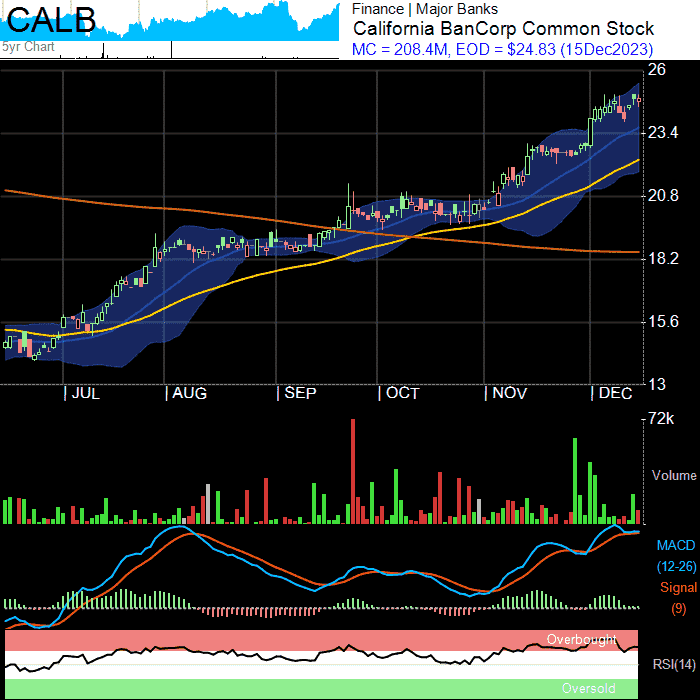 CALB
5yr Chart
Finance | Major Banks
California BanCorp Common Stock
MC = 208.4M, EOD = $24.83 (15Dec2023)
26
23.4
20.8
18.2
15.6
13
JUL AUG SEP OCT NOV DEC
72k
Volume
MACD
(12-26)
Signal
(9)
Overbought
RSI(14)
Oversold